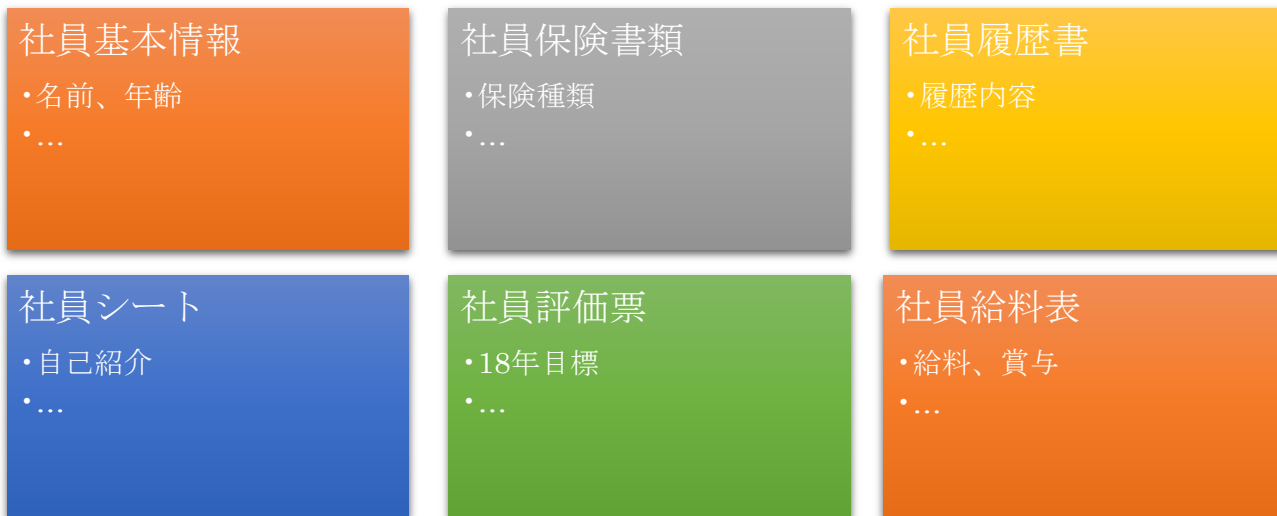 社員基本情報
・名前、年齢
・...
社員保険書類
・保険種類
・...
社員履歴書
・履歴内容
・...
社員シート
・自己紹介
・...
社員評価票
・18年目標
・...
社員給料表
・給料、賞与
・...